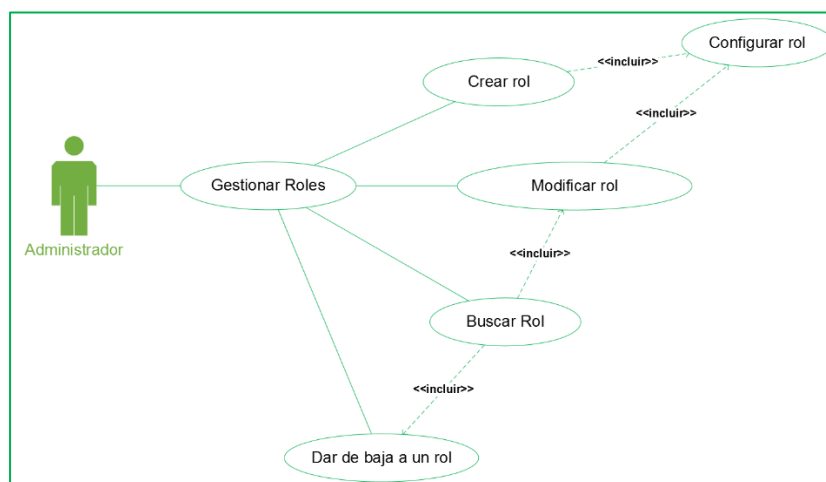 Configurar rol
<<incluir>>
Crear rol
<<incluir>>
Gestionar Roles
Modificar rol
Administrador
<<incluir>>
Buscar Rol
<<incluir>>
Dar de baja a un rol